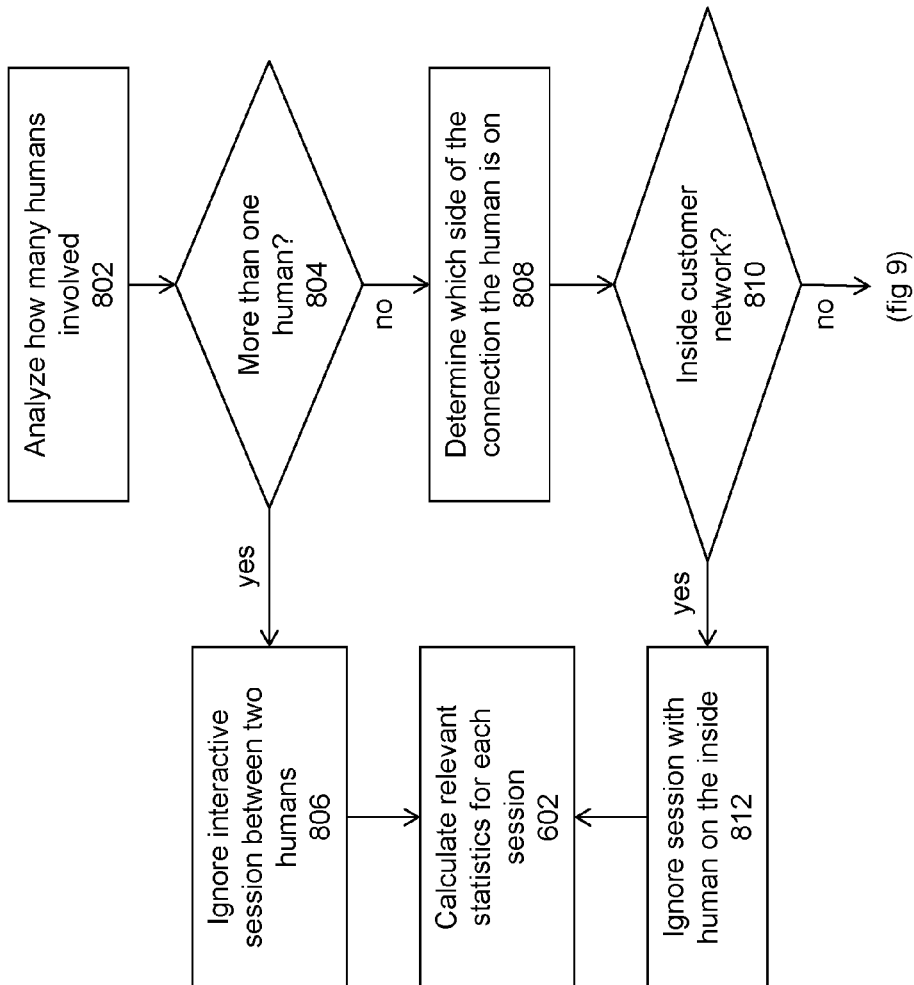 Analyze how many humans
involved
802
More than one
human?
804
yes
no
Ignore interactive
session between two
humans
806
Determine which side of the
connection the human is on
808
Calculate relevant
statistics for each
session
602
Inside customer
network?
810
yes
no
Ignore session with
human on the inside
812
(fig 9)